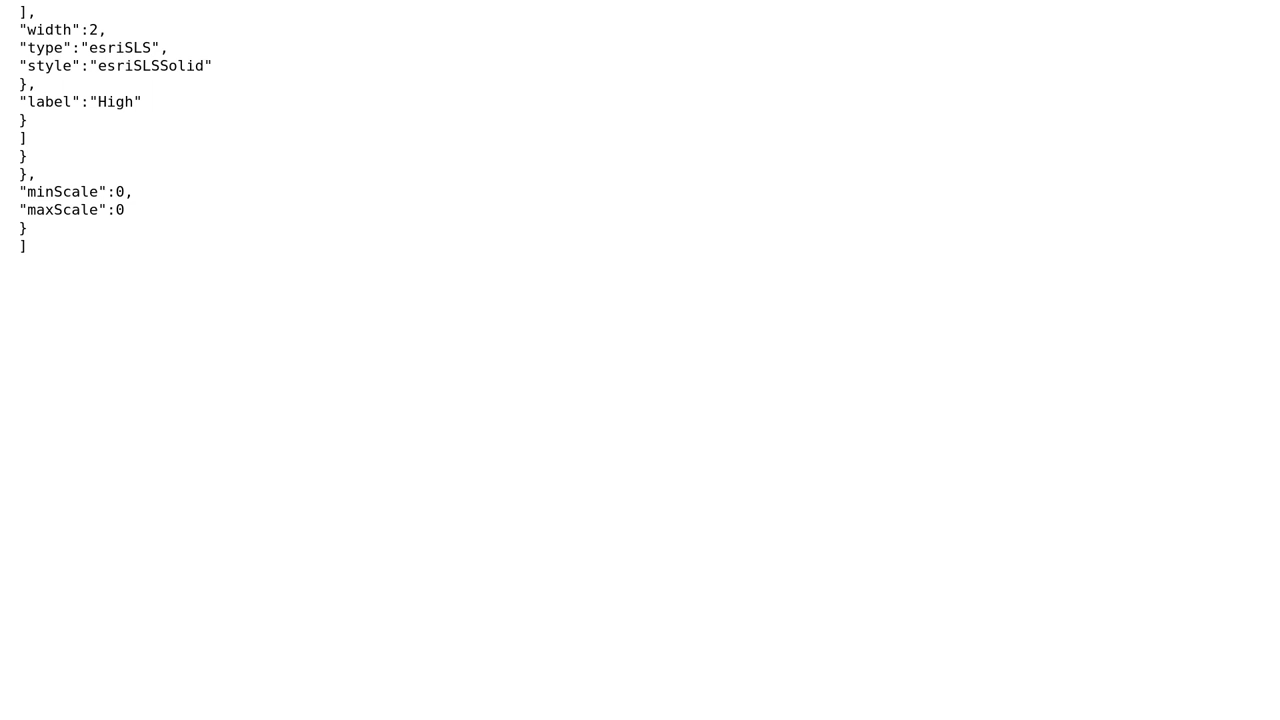 ],
"width":2,
"type":"esriSLS",
"style":"esriSLSSolid"
},
"label":"High"
}
]
}
},
"minScale":0,
"maxScale":0
}
]